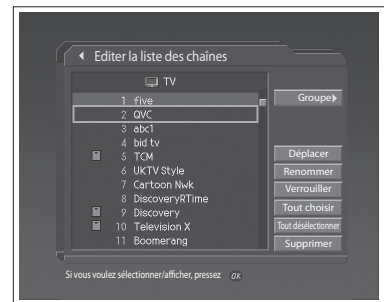 Editer la liste des chaînes
TV
1 five
2 QVC
3 abc1
4 bid tv
5 TCM
6 UKTV Style
7 Cartoon Nwk
8 DiscoveryRTime
9 Discovery
10 Television X
11 Boomerang
Groupe
Déplacer
Renommer
Verrouiller
Tout choisir
Tout désélectionner
Supprimer
Si vous voulez sélectionner/afficher, pressez OK